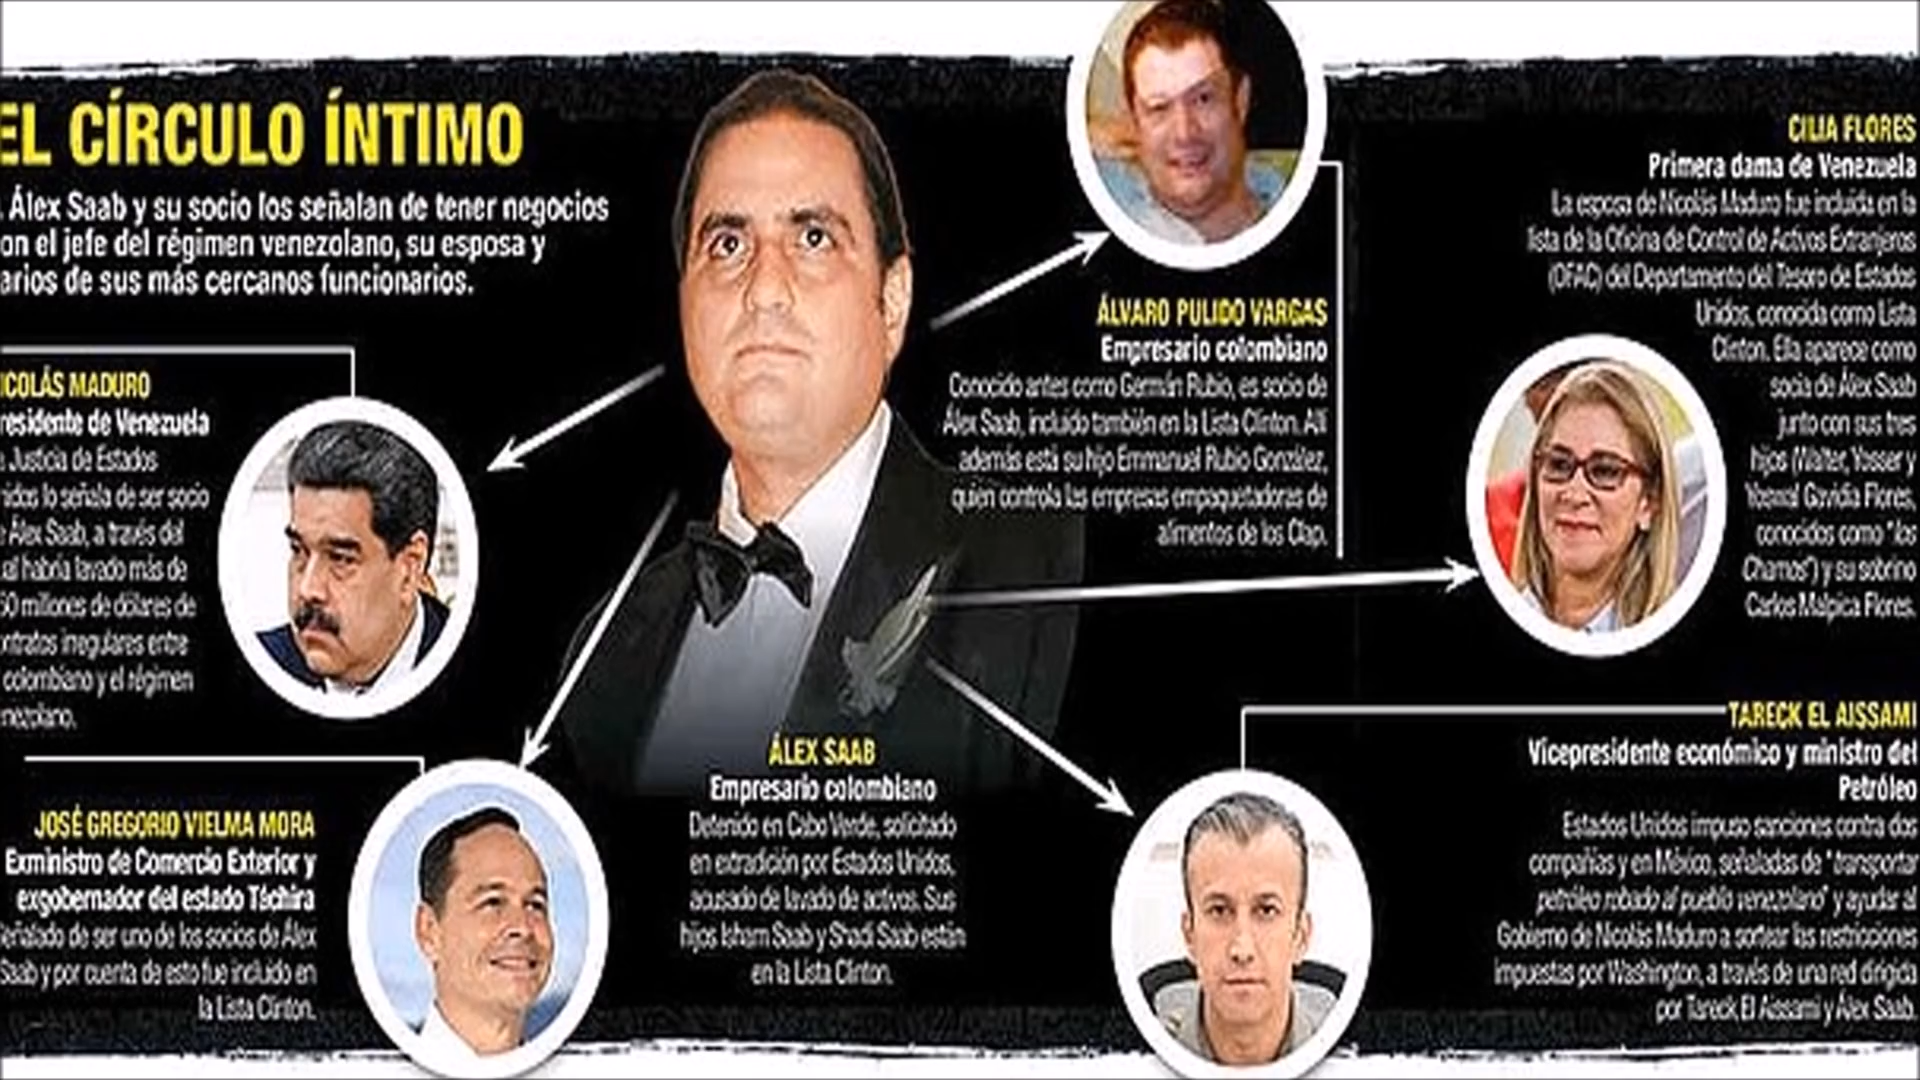 EL CÍRCULO ÍNTIMO
. Álex Saab y su socio los señalan de tener negocios
on el jefe del régimen venezolano, su esposa y
arios de sus más cercanos funcionarios.
ICOLÁS MADURO
residente de Venezuela
e Justicia de Estados
nidos lo señala de ser socio
e Álex Saab, a través del
ual habría lavado más de
50 millones de dólares de
ontratos irregulares entre
colombiano y el régimen
enezolano.
JOSÉ GREGORIO VIELMA MORA
Exministro de Comercio Exterior y
exgobernador del estado Táchira
Señalado de ser uno de los socios de Álex
Saab y por cuenta de esto fue incluido en
la Lista Clinton.
ÁLEX SAAB
Empresario colombiano
Detenido en Cabo Verde, solicitado
en extradición por Estados Unidos,
acusado de lavado de activos. Sus
hijos Isham Saab y Shadi Saab están
en la Lista Clinton.
ÁLVARO PULIDO VARGAS
Empresario colombiano
Conocido antes como Germán Rubio, es socio de
Álex Saab, incluido también en la Lista Clinton. Allí
además está su hijo Emmanuel Rubio González,
quien controla las empresas empaquetadoras de
alimentos de los Clap.
CILIA FLORES
Primera dama de Venezuela
La esposa de Nicolás Maduro fue incluida en la
lista de la Oficina de Control de Activos Extranjeros
(OFAC) del Departamento del Tesoro de Estados
Unidos, conocida como Lista
Clinton. Ella aparece como
socia de Álex Saab
junto con sus tres
hijos (Walter, Yosser y
Yoswal Gavidia Flores,
conocidos como "los
Chamos") y su sobrino
Carlos Malpica Flores.
TARECK EL AISSAMI
Vicepresidente económico y ministro del
Petróleo
Estados Unidos impuso sanciones contra dos
compañías y en México, señaladas de "transportar
petróleo robado al pueblo venezolano" y ayudar al
Gobierno de Nicolás Maduro a sortear las restricciones
impuestas por Washington, a través de una red dirigida
por Tareck El Aissami y Álex Saab.